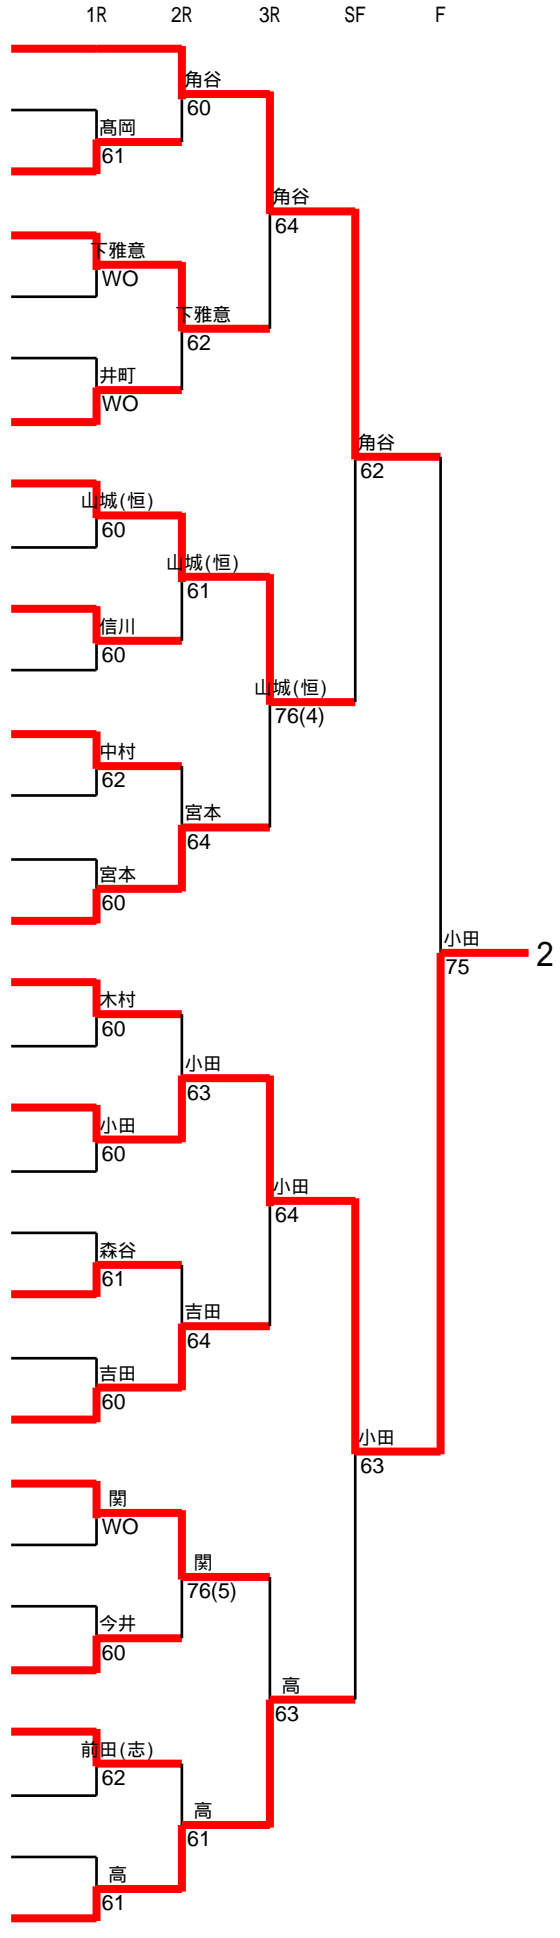 1R 2R 3R SF F
角谷
60
髙岡
61
角谷
64
下雅意
WO
下雅意
62
井町
WO
角谷
62
山城(恒)
60
山城(恒)
61
信川
60
山城(恒)
76(4)
中村
62
宮本
64
宮本
60
小田
75
2
木村
60
小田
63
小田
60
小田
64
森谷
61
吉田
64
吉田
60
小田
63
関
WO
関
76(5)
今井
60
高
63
前田(志)
62
高
61
高
61